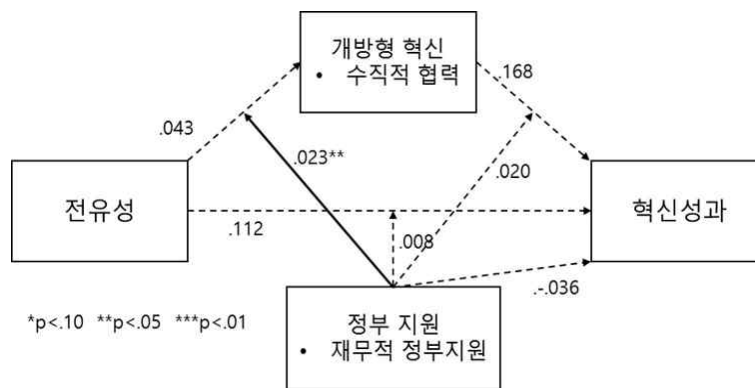 개방형 혁신
• 수직적 협력
.168
.043
.023**
.020
전유성
혁신성과
.112
.008
.-.036
*p<.10 **p<.05 ***p<.01
정부 지원
• 재무적 정부지원